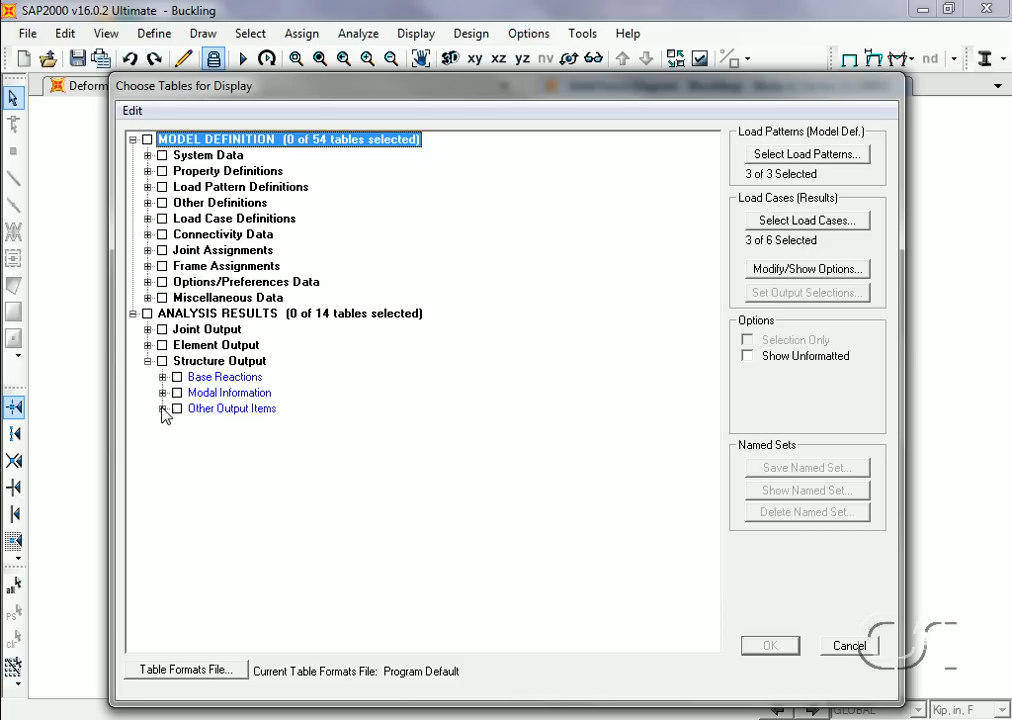 SAP2000 v16.0.2 Ultimate - Buckling
File Edit View Define Draw Select Assign Analyze Display Design Options Tools Help
3D xy xz yz nv nd
Deform
Choose Tables for Display
Edit
MODEL DEFINITION (0 of 54 tables selected)
System Data
Property Definitions
Load Pattern Definitions
Other Definitions
Load Case Definitions
Connectivity Data
Joint Assignments
Frame Assignments
Options/Preferences Data
Miscellaneous Data
ANALYSIS RESULTS (0 of 14 tables selected)
Joint Output
Element Output
Structure Output
Base Reactions
Modal Information
Other Output Items
Load Patterns (Model Def.)
Select Load Patterns...
3 of 3 Selected
Load Cases (Results)
Select Load Cases...
3 of 6 Selected
Modify/Show Options...
Set Output Selections...
Options
Selection Only
Show Unformatted
Named Sets
Save Named Set...
Show Named Set...
Delete Named Set...
OK Cancel
Table Formats File... Current Table Formats File: Program Default
all
PS
clr
GLOBAL Kip, in, F